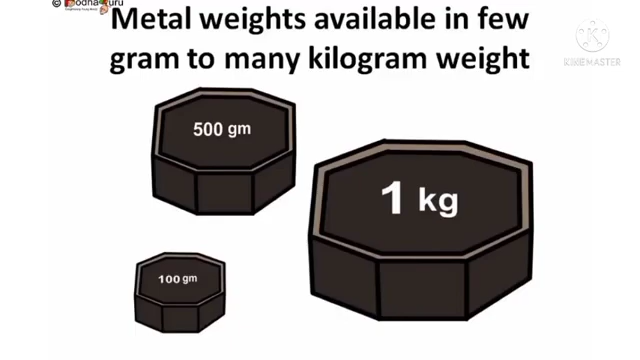 ©
Metal weights available in few
gram to many kilogram weight
KINEMASTER
500 gm
1 kg
100 gm